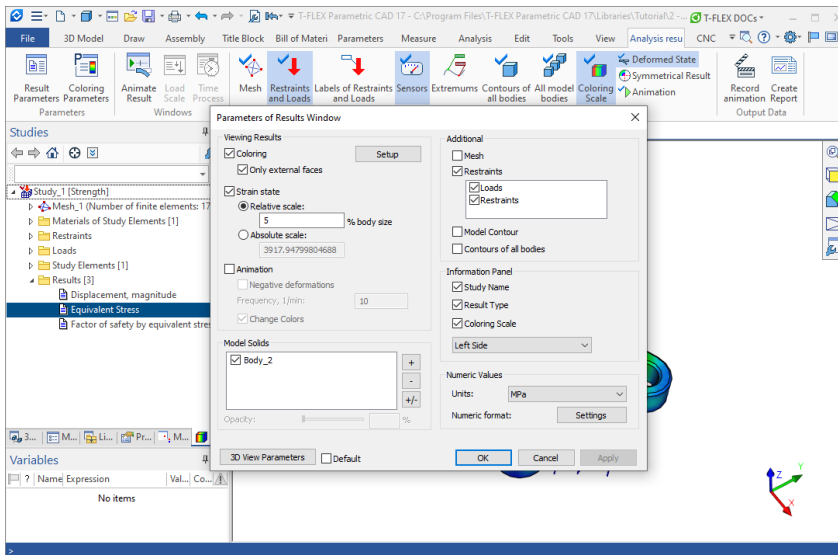 T-FLEX Parametric CAD 17 - C:\Program Files\T-FLEX Parametric CAD 17\Libraries\Tutorial\2 - ...
T-FLEX DOCs
File 3D Model Draw Assembly Title Block Bill of Materi Parameters Measure Analysis Edit Tools View Analysis resu CNC
Result Parameters
Coloring Parameters
Parameters
Animate Result
Load Scale
Time Process
Windows
Mesh
Restraints and Loads
Labels of Restraints and Loads
Sensors
Extremums
Contours of all bodies
All model bodies
Coloring Scale
Deformed State
Symmetrical Result
Animation
Record animation
Create Report
Output Data
Studies
Study_1 [Strength]
Mesh_1 (Number of finite elements: 17
Materials of Study Elements [1]
Restraints
Loads
Study Elements [1]
Results [3]
Displacement, magnitude
Equivalent Stress
Factor of safety by equivalent stre
3... M... Li... Pr... M...
Variables
? Name Expression Val... Co...
No items
>
Parameters of Results Window
Viewing Results
Coloring Setup
Only external faces
Strain state
Relative scale:
5 % body size
Absolute scale:
3917.94799804688
Animation
Negative deformations
Frequency, 1/min: 10
Change Colors
Model Solids
Body_2
+
-
+/-
Opacity: %
Additional
Mesh
Restraints
Loads
Restraints
Model Contour
Contours of all bodies
Information Panel
Study Name
Result Type
Coloring Scale
Left Side
Numeric Values
Units: MPa
Numeric format: Settings
3D View Parameters Default OK Cancel Apply
Z Y
X